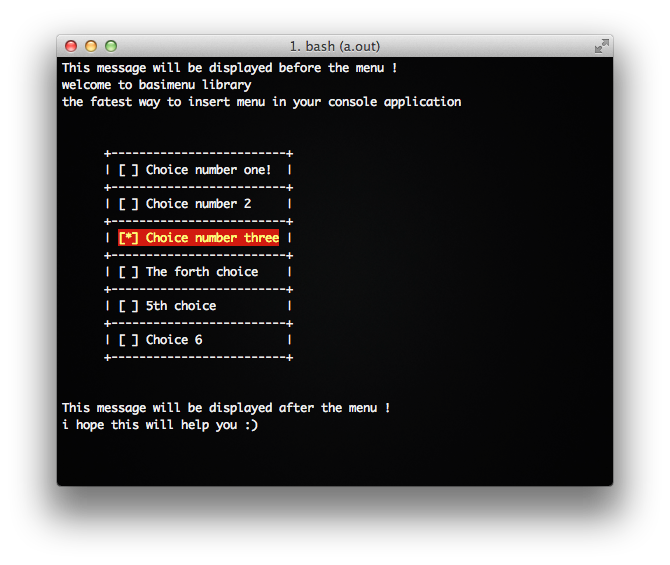 1. bash (a.out)
This message will be displayed before the menu !
welcome to basimenu library
the fatest way to insert menu in your console application
+-------------------------+
| [ ] Choice number one!  |
+-------------------------+
| [ ] Choice number 2     |
+-------------------------+
| [*] Choice number three |
+-------------------------+
| [ ] The forth choice    |
+-------------------------+
| [ ] 5th choice          |
+-------------------------+
| [ ] Choice 6            |
+-------------------------+
This message will be displayed after the menu !
i hope this will help you :)